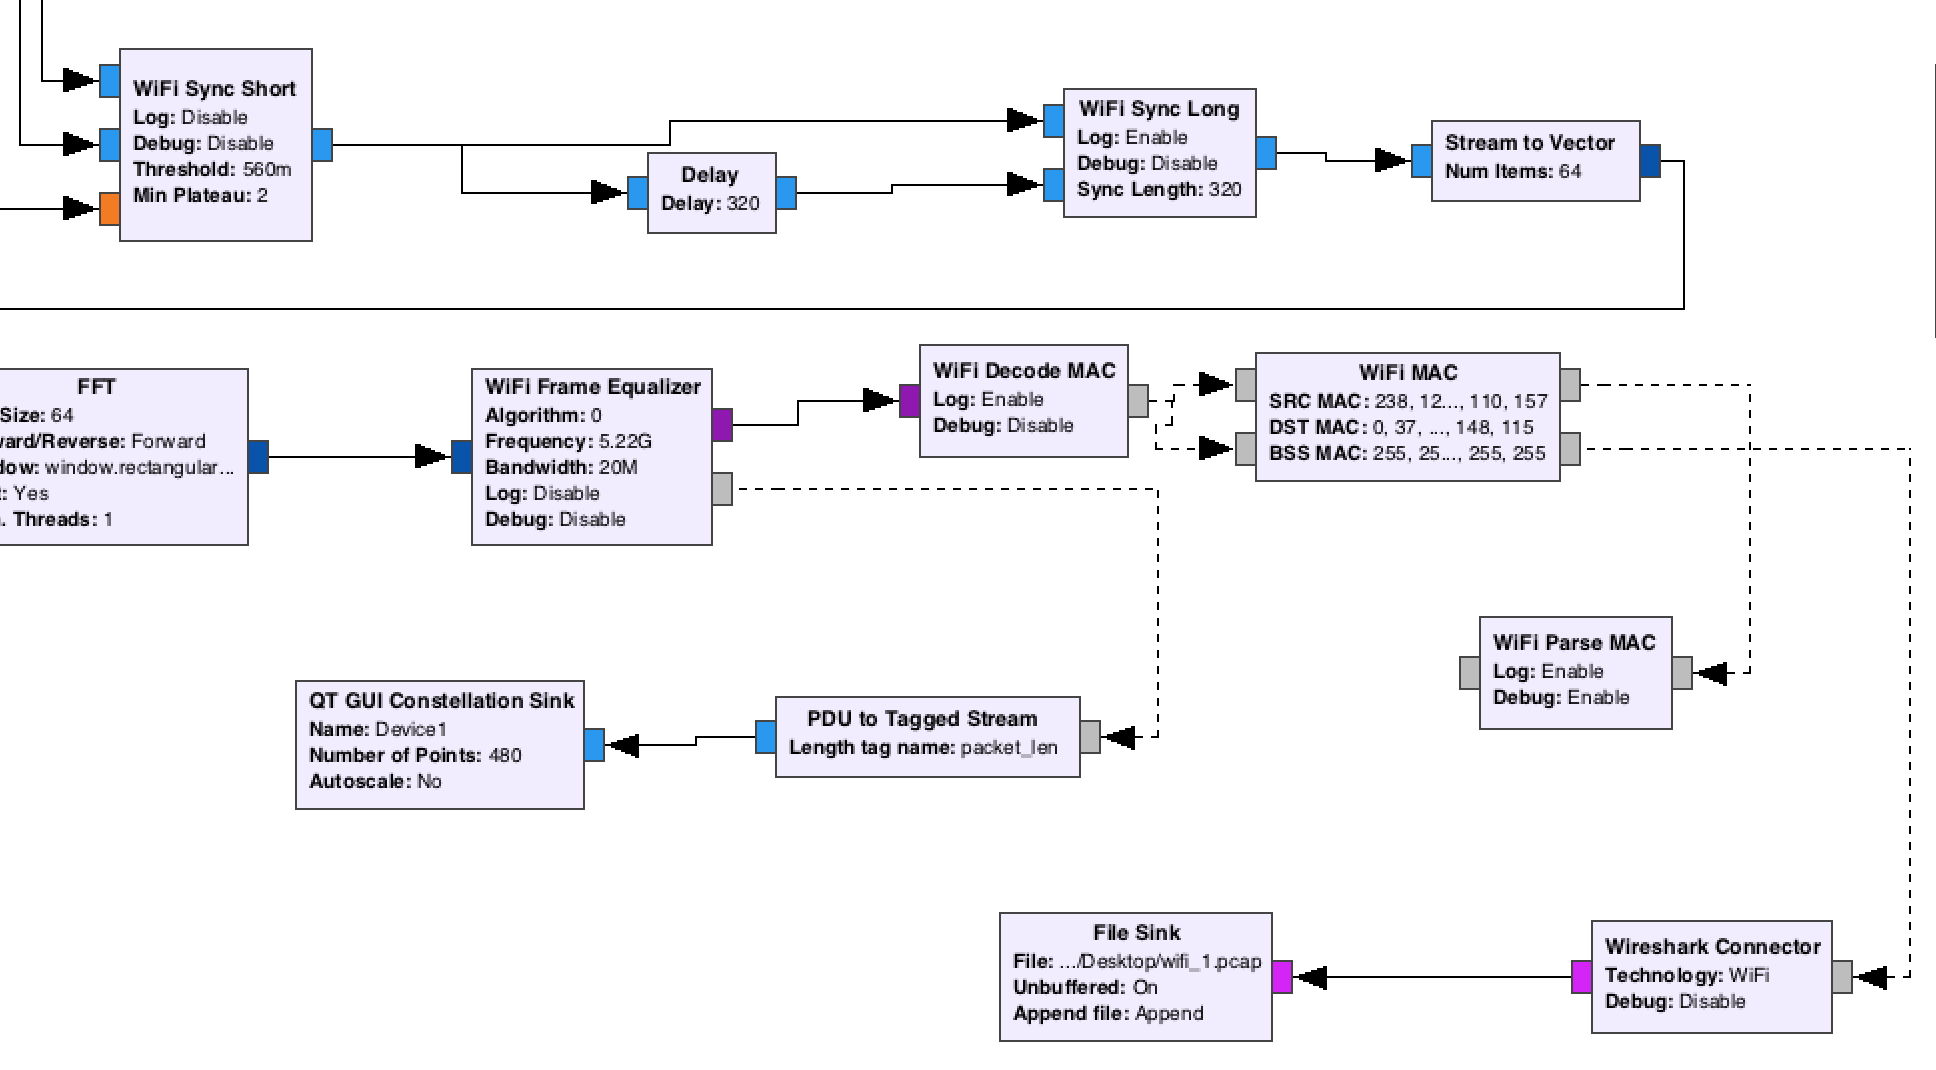 WiFi Sync Short
Log: Disable
Debug: Disable
Threshold: 560m
Min Plateau: 2
Delay
Delay: 320
WiFi Sync Long
Log: Enable
Debug: Disable
Sync Length: 320
Stream to Vector
Num Items: 64
FFT
Size: 64
ward/Reverse: Forward
dow: window.rectangular...
: Yes
. Threads: 1
WiFi Frame Equalizer
Algorithm: 0
Frequency: 5.22G
Bandwidth: 20M
Log: Disable
Debug: Disable
WiFi Decode MAC
Log: Enable
Debug: Disable
WiFi MAC
SRC MAC: 238, 12..., 110, 157
DST MAC: 0, 37, ..., 148, 115
BSS MAC: 255, 25..., 255, 255
WiFi Parse MAC
Log: Enable
Debug: Enable
QT GUI Constellation Sink
Name: Device1
Number of Points: 480
Autoscale: No
PDU to Tagged Stream
Length tag name: packet_len
File Sink
File: .../Desktop/wifi_1.pcap
Unbuffered: On
Append file: Append
Wireshark Connector
Technology: WiFi
Debug: Disable